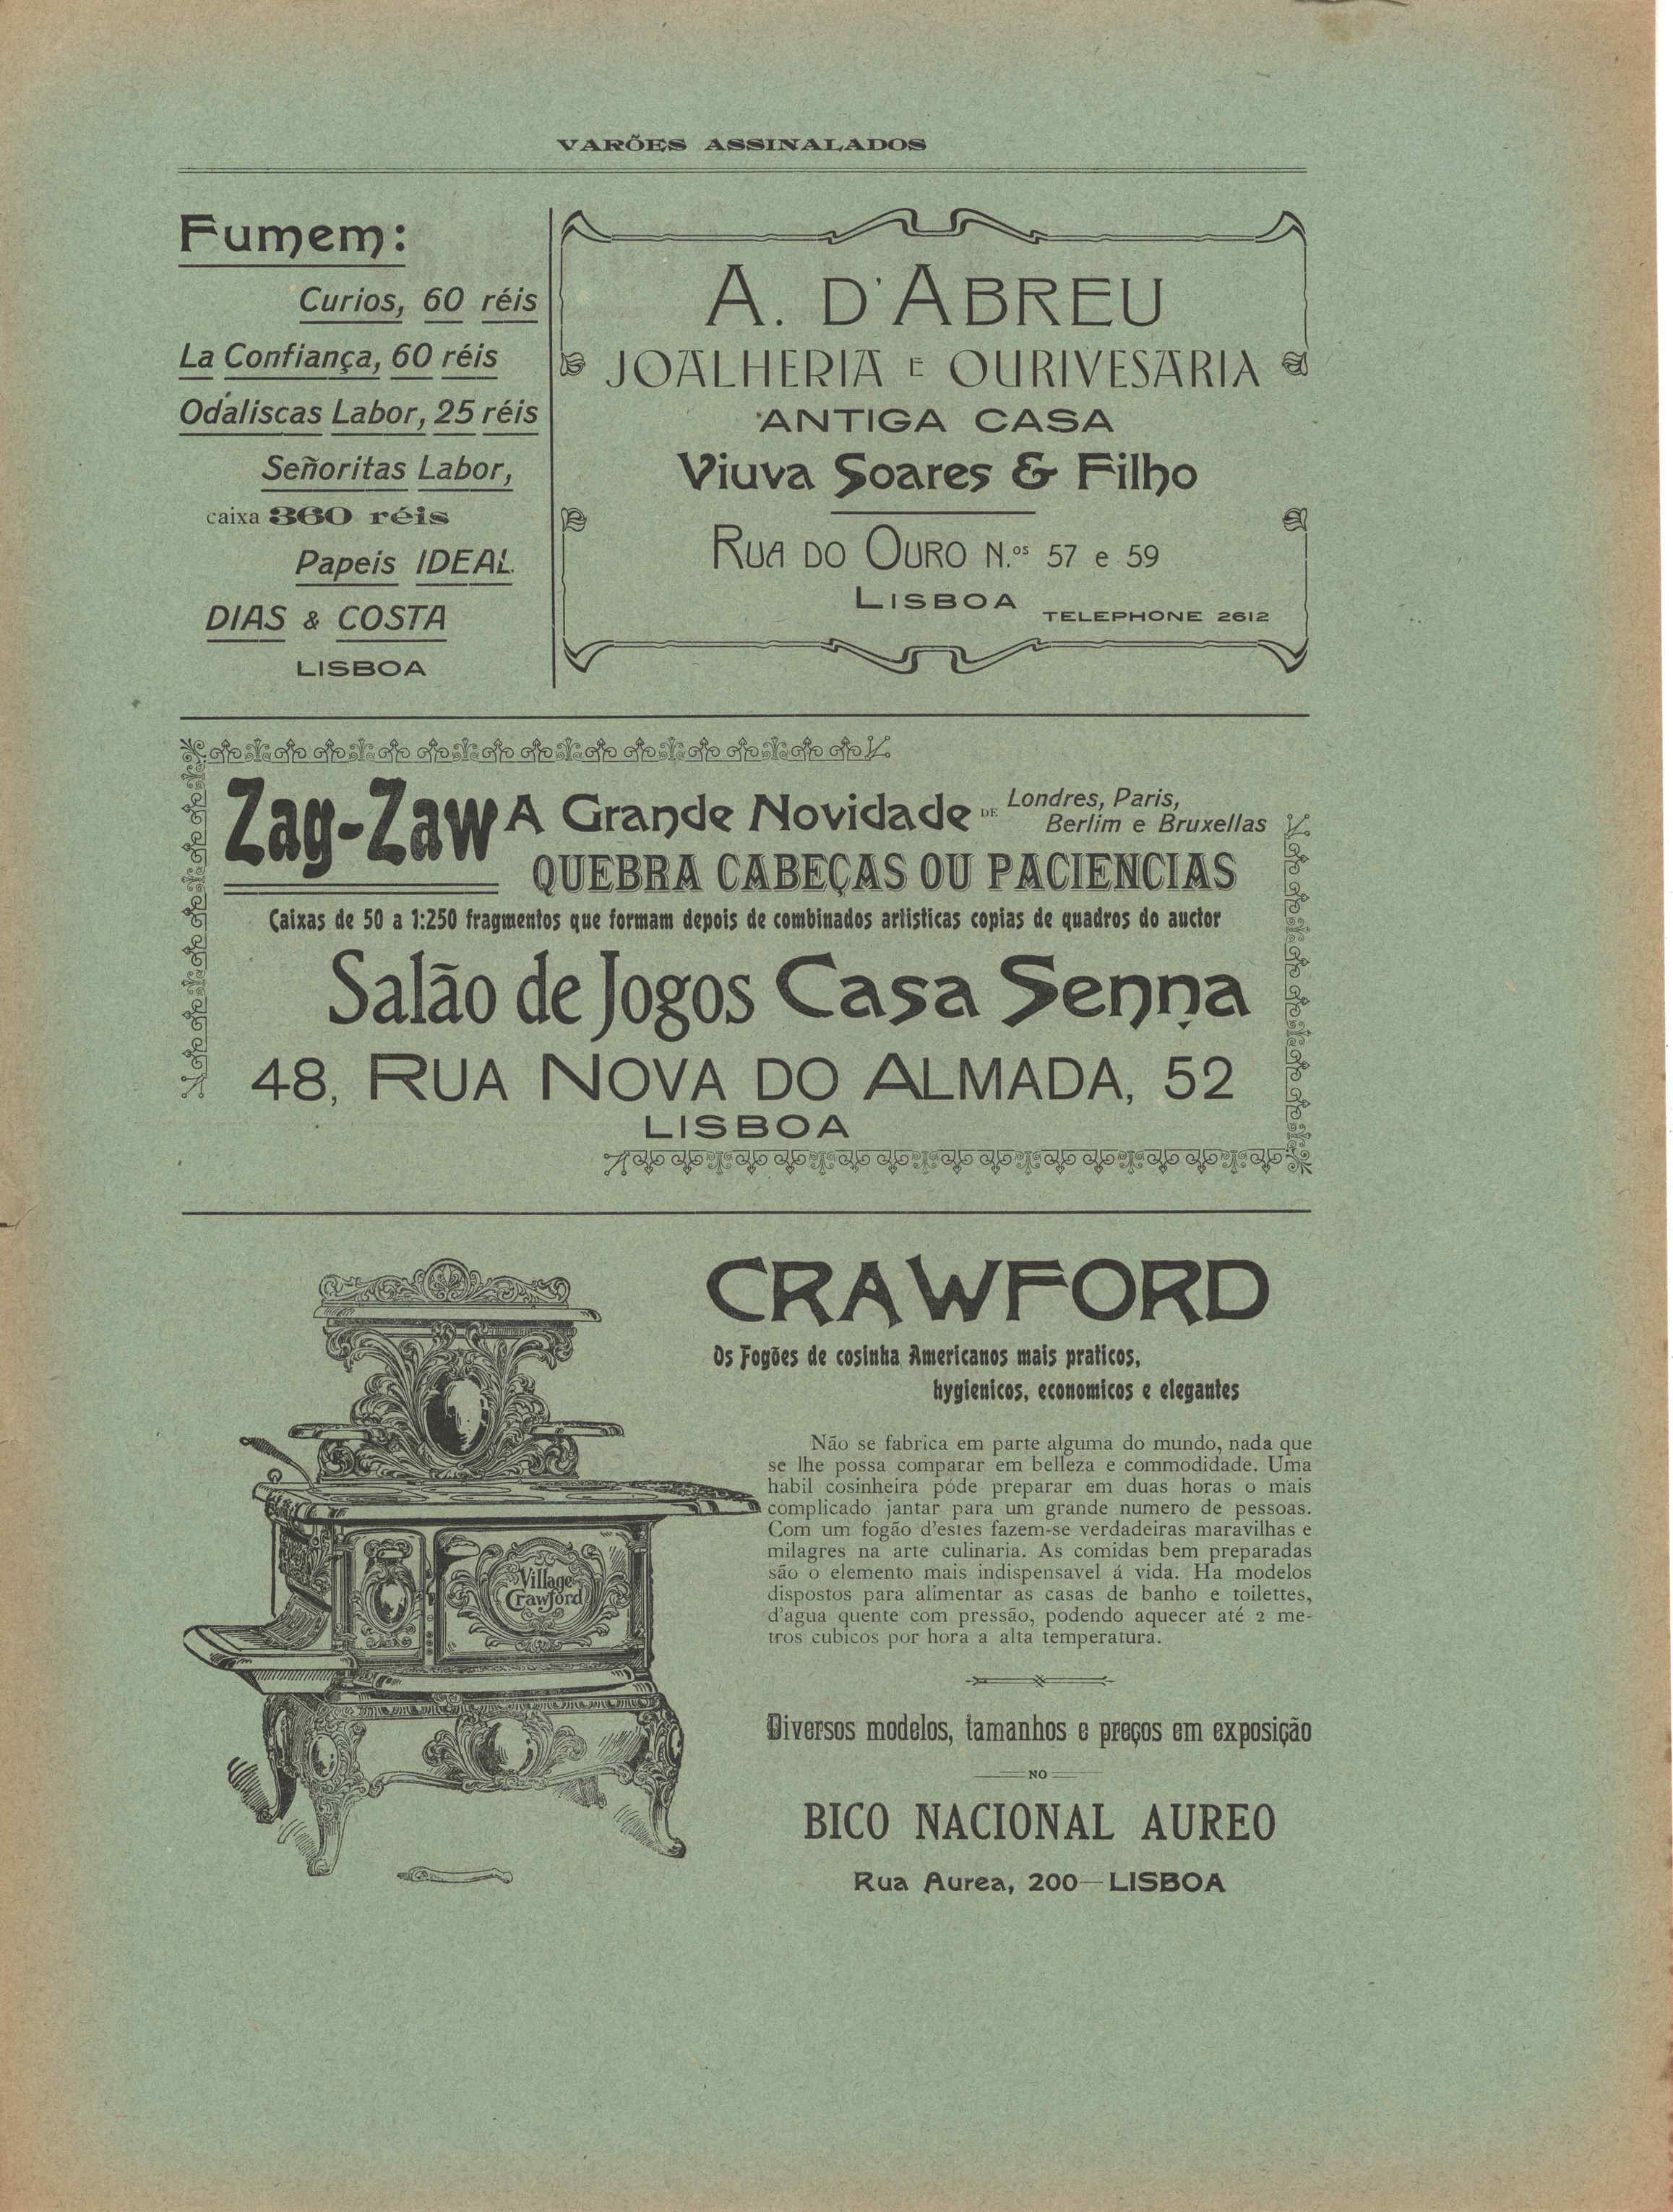 VARÕES ASSINALADOS
Fumem:
Curios, 60 réis
La Confiança, 60 réis
Odaliscas Labor, 25 réis
Señoritas Labor,
caixa 360 réis
Papeis IDEAL
DIAS & COSTA
LISBOA
A. D'ABREU
JOALHERIA E OURIVESARIA
ANTIGA CASA
Viuva Soares & Filho
RUA DO OURO N.os 57 e 59
LISBOA
TELEPHONE 2612
Zag-Zaw A Grande Novidade DE Londres, Paris,
Berlim e Bruxellas
QUEBRA CABEÇAS OU PACIENCIAS
Caixas de 50 a 1:250 fragmentos que formam depois de combinados artisticas copias de quadros do auctor
Salão de Jogos Casa Senna
48, RUA NOVA DO ALMADA, 52
LISBOA
CRAWFORD
Os Fogões de cosinha Americanos mais praticos,
hygienicos, economicos e elegantes
Não se fabrica em parte alguma do mundo, nada que
se lhe possa comparar em belleza e commodidade. Uma
habil cosinheira póde preparar em duas horas o mais
complicado jantar para um grande numero de pessoas.
Com um fogão d'estes fazem-se verdadeiras maravilhas e
milagres na arte culinaria. As comidas bem preparadas
são o elemento mais indispensavel á vida. Ha modelos
dispostos para alimentar as casas de banho e toilettes,
d'agua quente com pressão, podendo aquecer até 2 me-
tros cubicos por hora a alta temperatura.
Village
Crawford
Diversos modelos, tamanhos e preços em exposição
NO
BICO NACIONAL AUREO
Rua Aurea, 200—LISBOA